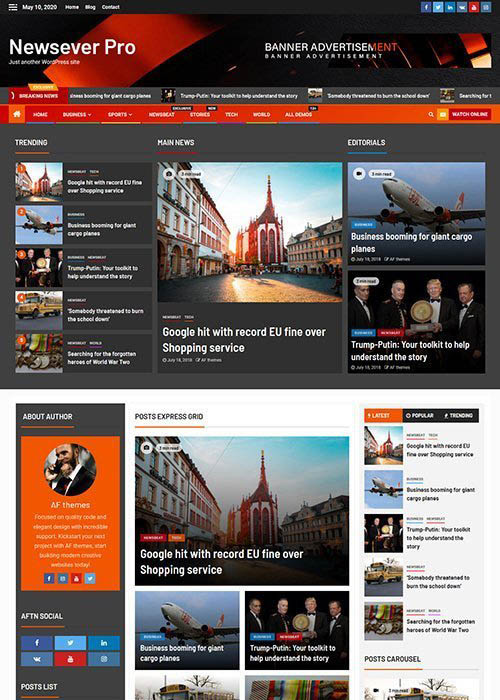 May 10, 2020 Home Blog Contact
Newsever Pro
Just another WordPress site
BANNER ADVERTISEMENT
BANNER ADVERTISEMENT
EXCLUSIVE
BREAKING NEWS
siness booming for giant cargo planes
Trump-Putin: Your toolkit to help understand the story
'Somebody threatened to burn the school down'
Searching for th
EXCLUSIVE NEW
HOME BUSINESS SPORTS NEWSBEAT STORIES TECH WORLD ALL DEMOS WATCH ONLINE
TRENDING
1
NEWSBEAT TECH
Google hit with record EU fine
over Shopping service
2
BUSINESS
Business booming for giant
cargo planes
3
BUSINESS NEWSBEAT
Trump-Putin: Your toolkit to
help understand the story
4
NEWSBEAT
'Somebody threatened to burn
the school down'
5
NEWSBEAT WORLD
Searching for the forgotten
heroes of World War Two
MAIN NEWS
3 min read
NEWSBEAT TECH
Google hit with record EU fine over
Shopping service
July 18, 2018 AF themes
EDITORIALS
3 min read
BUSINESS
Business booming for giant cargo
planes
July 18, 2018 AF themes
3 min read
BUSINESS NEWSBEAT
Trump-Putin: Your toolkit to help
understand the story
July 18, 2018 AF themes
ABOUT AUTHOR
AF themes
Focused on quality code and
elegant design with incredible
support. Kickstart your next
project with AF themes, start
building modern creative
websites today!
AFTN SOCIAL
POSTS LIST
POSTS EXPRESS GRID
3 min read
NEWSBEAT TECH
Google hit with record EU fine over
Shopping service
BUSINESS
Business booming for giant
cargo planes
BUSINESS NEWSBEAT
Trump-Putin: Your toolkit to
help understand the story
LATEST POPULAR TRENDING
NEWSBEAT TECH
Google hit with record EU
fine over Shopping service
BUSINESS
Business booming for giant
cargo planes
BUSINESS NEWSBEAT
Trump-Putin: Your toolkit
to help understand the
story
NEWSBEAT
'Somebody threatened to
burn the school down'
NEWSBEAT WORLD
Searching for the forgotten
heroes of World War Two
POSTS CAROUSEL